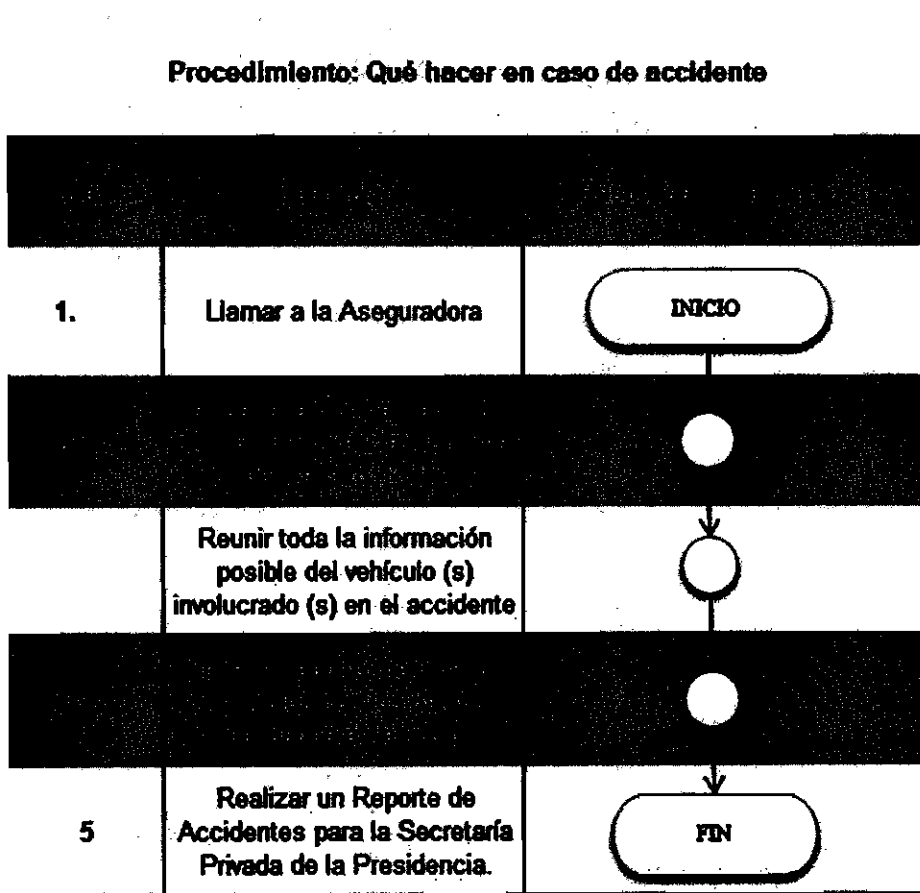 Procedimiento: Qué hacer en caso de accidente
1.
Llamar a la Aseguradora
INICIO
Reunir toda la información
posible del vehículo (s)
involucrado (s) en el accidente
5
Realizar un Reporte de
Accidentes para la Secretaría
Privada de la Presidencia.
FIN